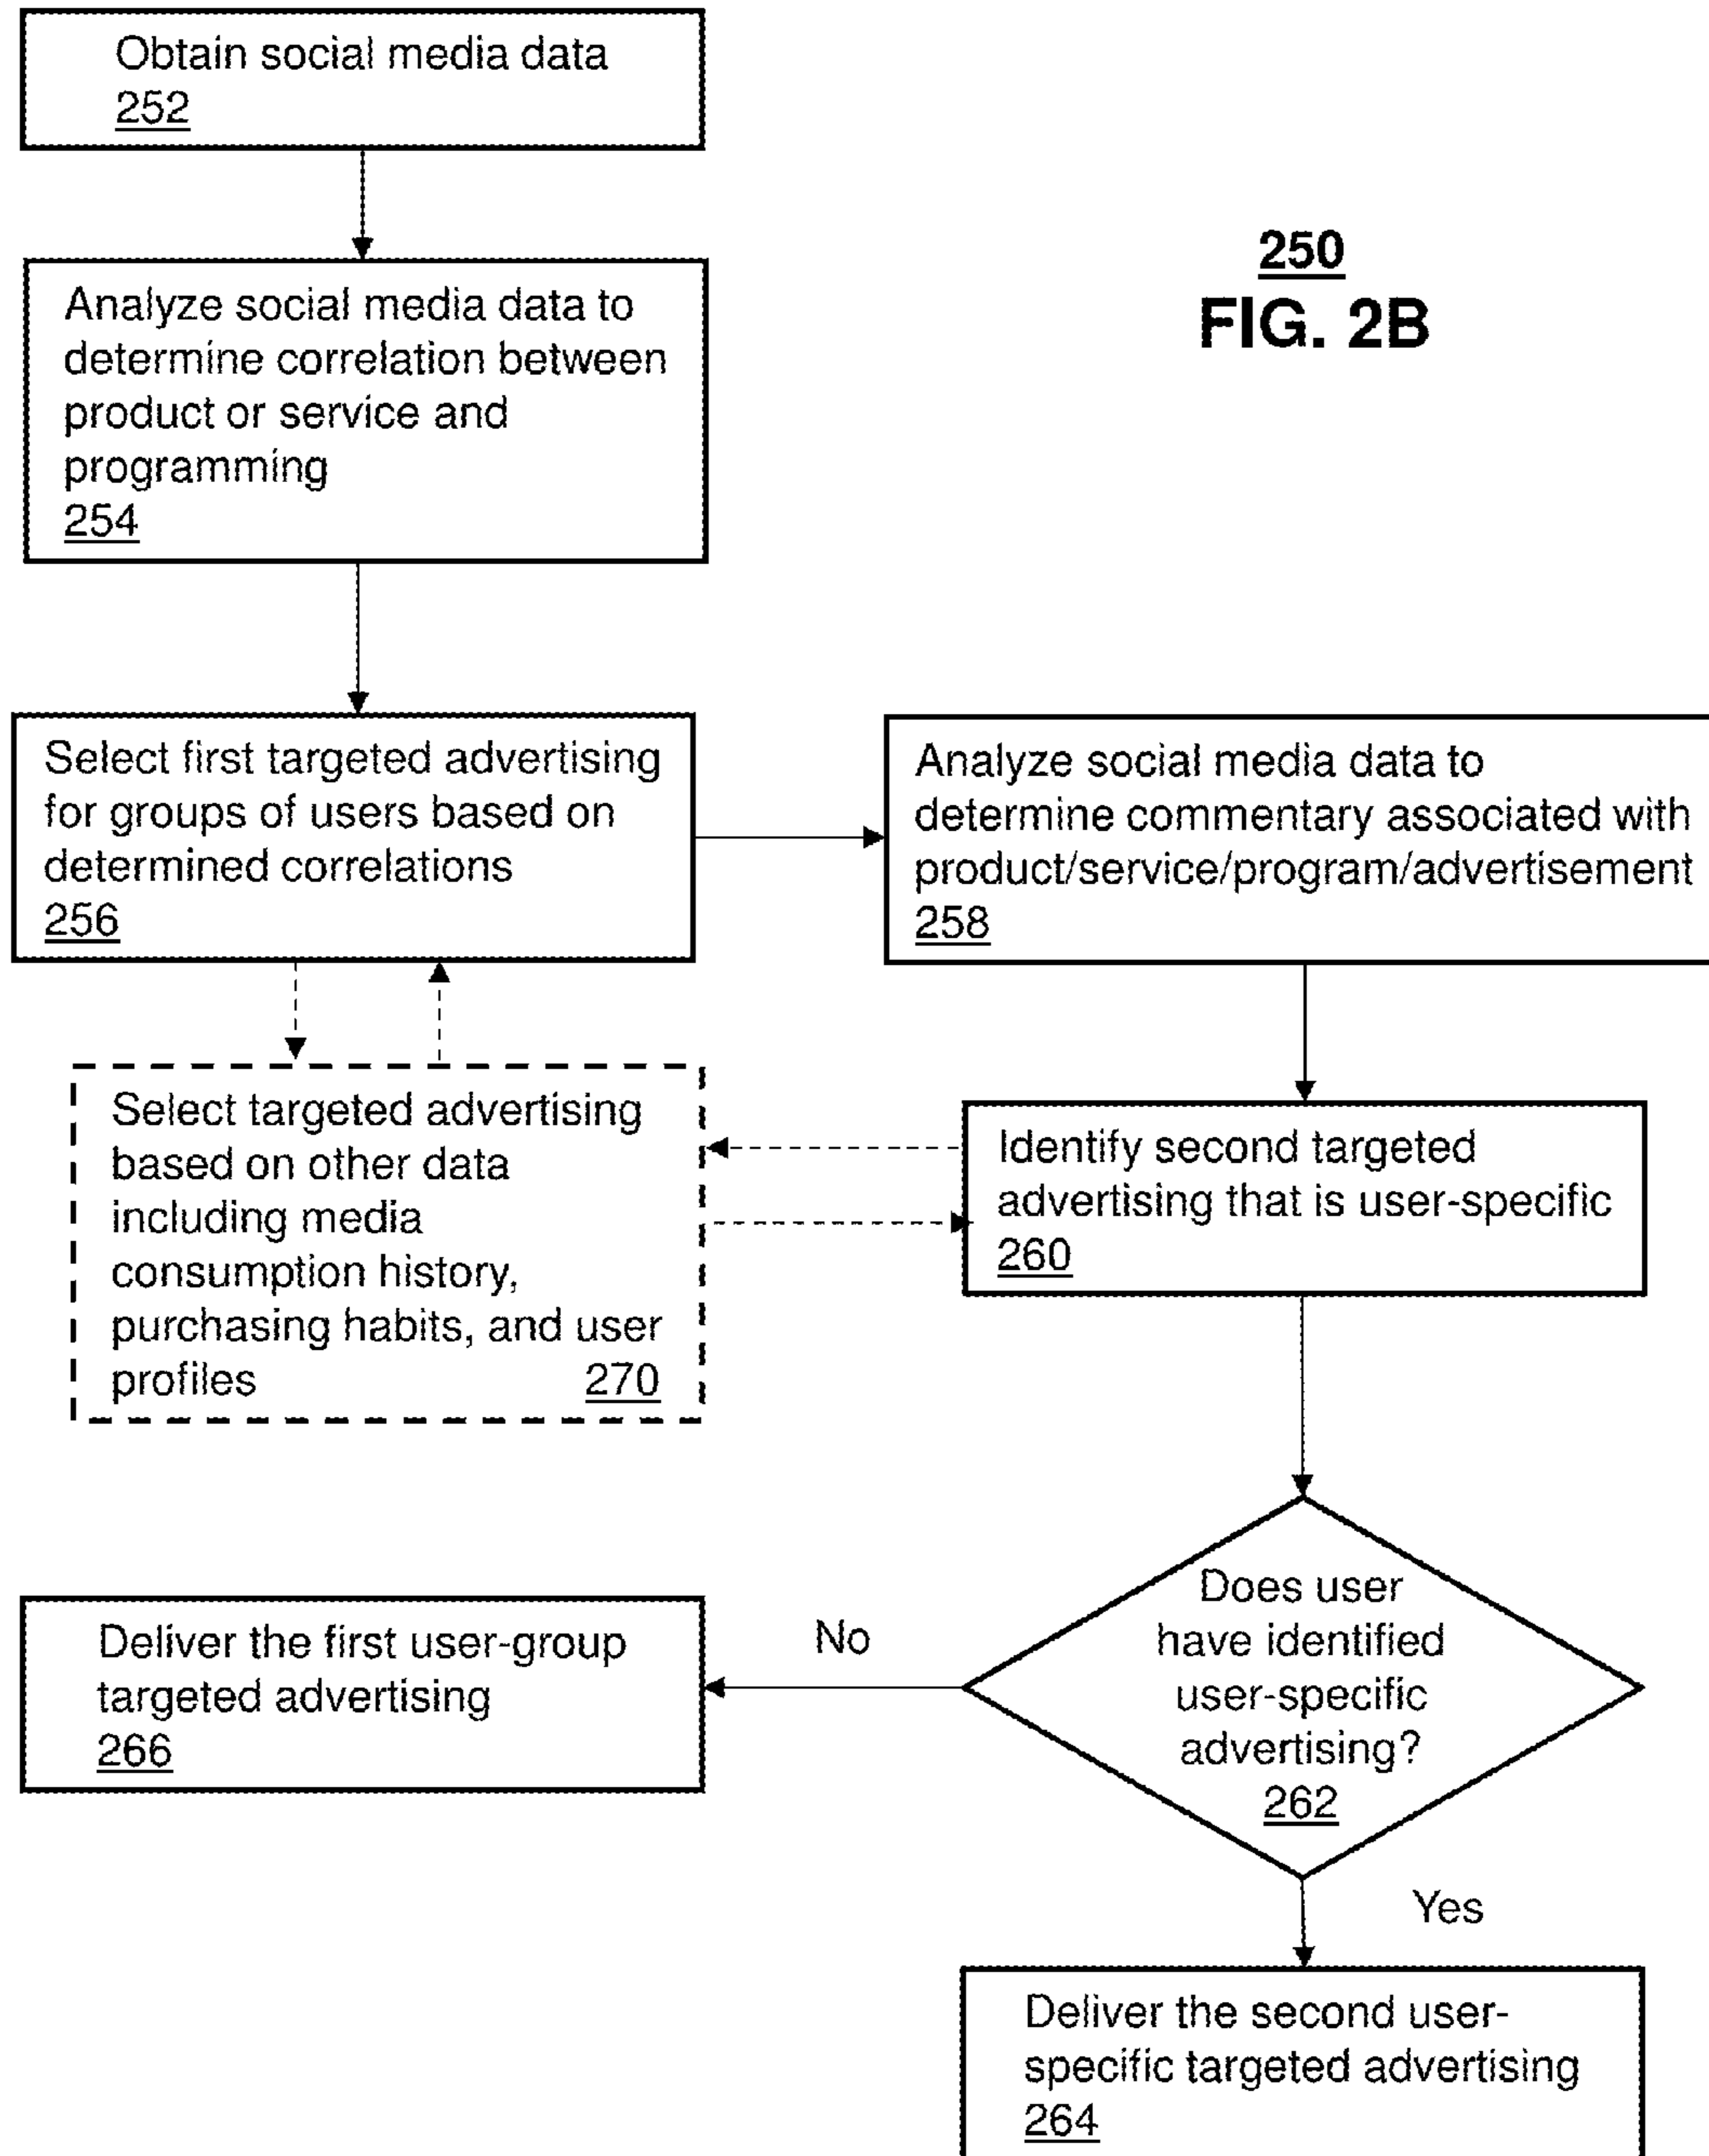 Obtain social media data
252
250
FIG. 2B
Analyze social media data to
determine correlation between
product or service and
programming
254
Select first targeted advertising
for groups of users based on
determined correlations
256
Analyze social media data to
determine commentary associated with
product/service/program/advertisement
258
Select targeted advertising
based on other data
including media
consumption history,
purchasing habits, and user
profiles 270
Identify second targeted
advertising that is user-specific
260
Does user
have identified
user-specific
advertising?
262
No
Deliver the first user-group
targeted advertising
266
Yes
Deliver the second user-
specific targeted advertising
264